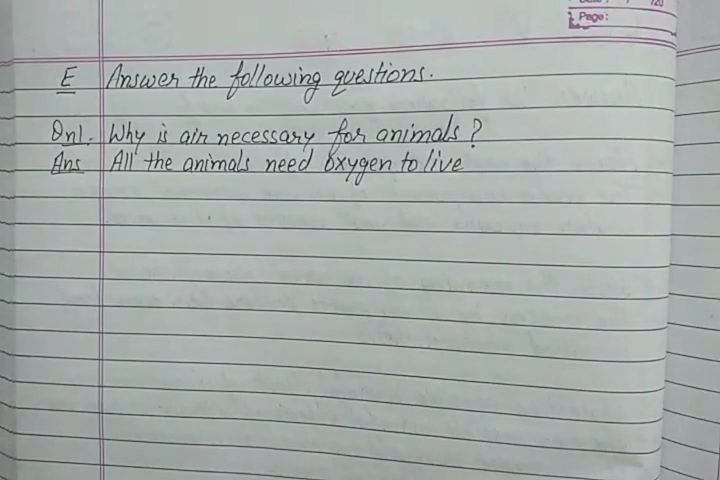 Page:
E Answer the following questions.
Qn1. Why is air necessary for animals ?
Ans All the animals need oxygen to live